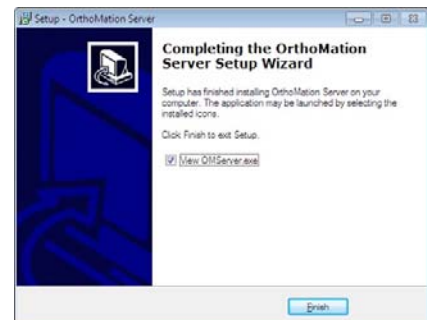 Setup - OrthoMation Server
Completing the OrthoMation
Server Setup Wizard
Setup has finished installing OrthoMation Server on your
computer. The application may be launched by selecting the
installed icons.
Click Finish to exit Setup.
View OMServer.exe
Finish